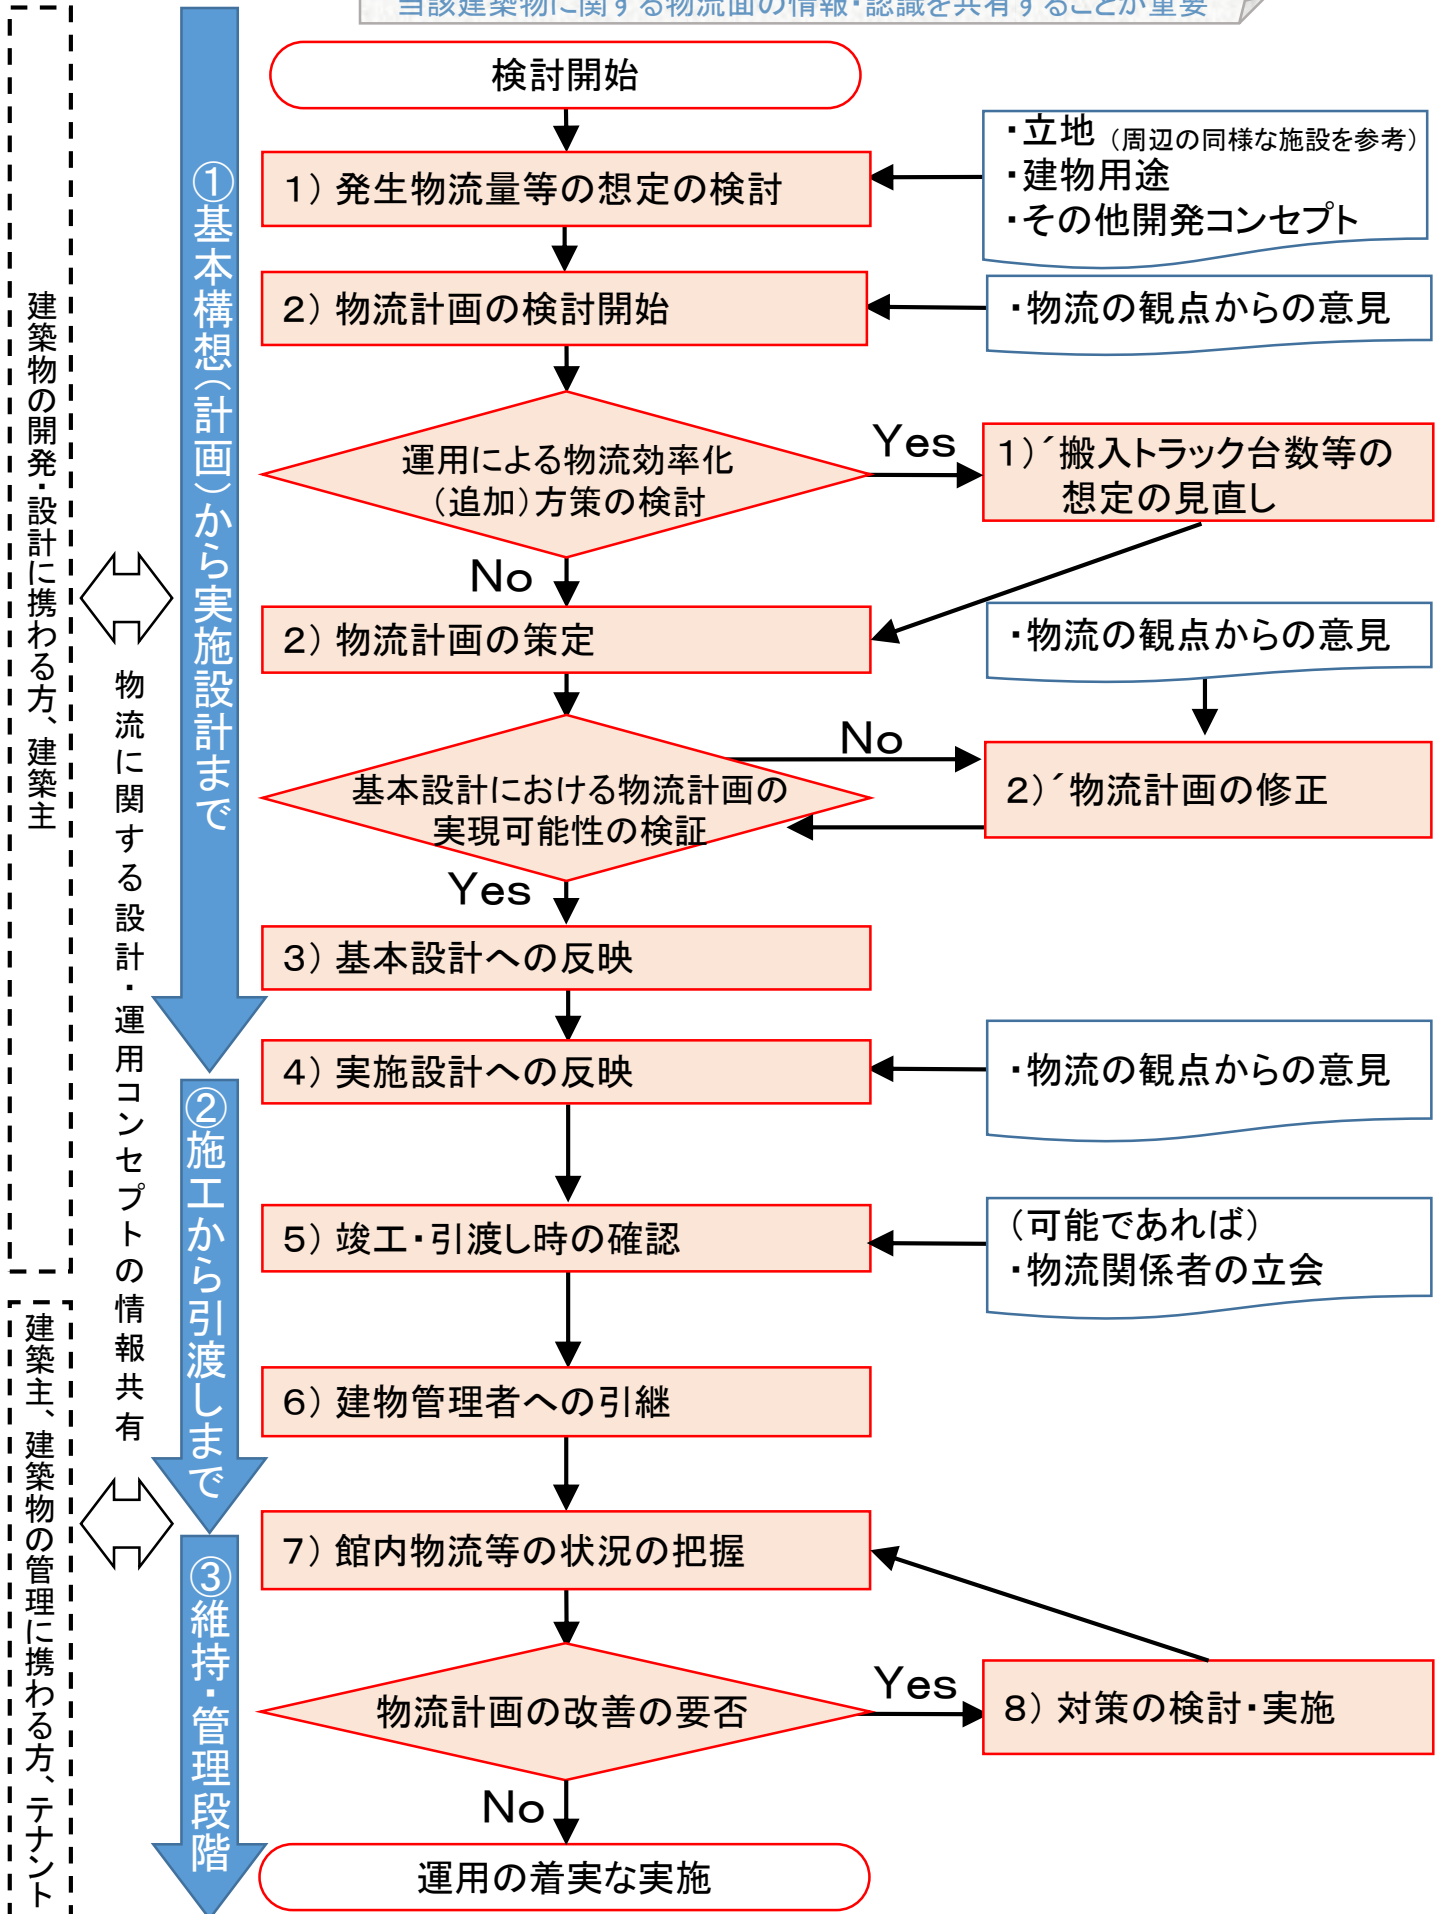 当該建築物に関する物流面の情報・認識を共有することが重要
検討開始
1）発生物流量等の想定の検討
・立地（周辺の同様な施設を参考）
・建物用途
・その他開発コンセプト
2）物流計画の検討開始
・物流の観点からの意見
運用による物流効率化
（追加）方策の検討
Yes
1）´搬入トラック台数等の
想定の見直し
No
2）物流計画の策定
・物流の観点からの意見
基本設計における物流計画の
実現可能性の検証
No
2）´物流計画の修正
Yes
3）基本設計への反映
4）実施設計への反映
・物流の観点からの意見
5）竣工・引渡し時の確認
（可能であれば）
・物流関係者の立会
6）建物管理者への引継
7）館内物流等の状況の把握
物流計画の改善の要否
Yes
8）対策の検討・実施
No
運用の着実な実施
①基本構想（計画）から実施設計まで
②施工から引渡しまで
③維持・管理段階
物流に関する設計・運用コンセプトの情報共有
建築物の開発・設計に携わる方、建築主
建築主、建築物の管理に携わる方、テナント